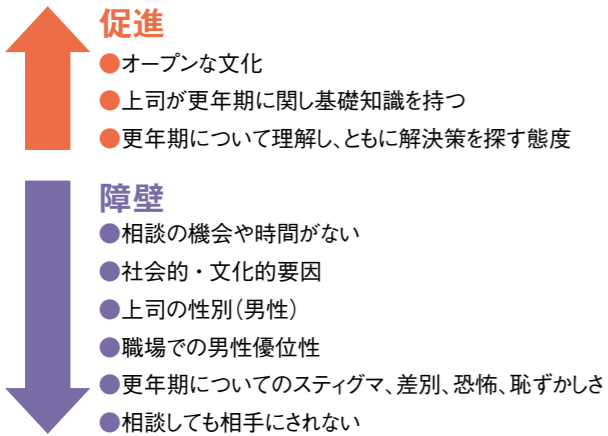 促進
●オープンな文化
●上司が更年期に関し基礎知識を持つ
●更年期について理解し、ともに解決策を探す態度
障壁
●相談の機会や時間がない
●社会的・文化的要因
●上司の性別(男性)
●職場での男性優位性
●更年期についてのスティグマ、差別、恐怖、恥ずかしさ
●相談しても相手にされない